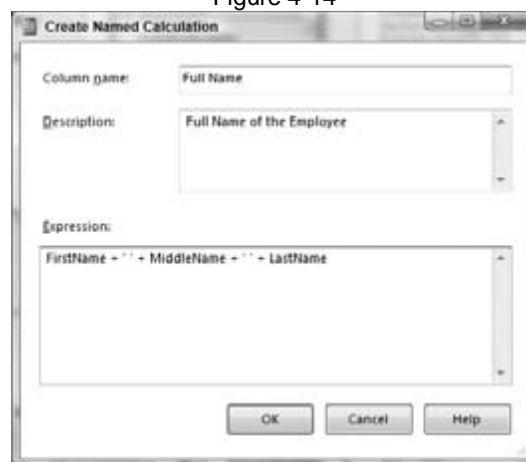 Figure 4-14
Create Named Calculation
Column name:
Full Name
Description:
Full Name of the Employee
Expression:
FirstName + ' ' + MiddleName + ' ' + LastName
OK
Cancel
Help